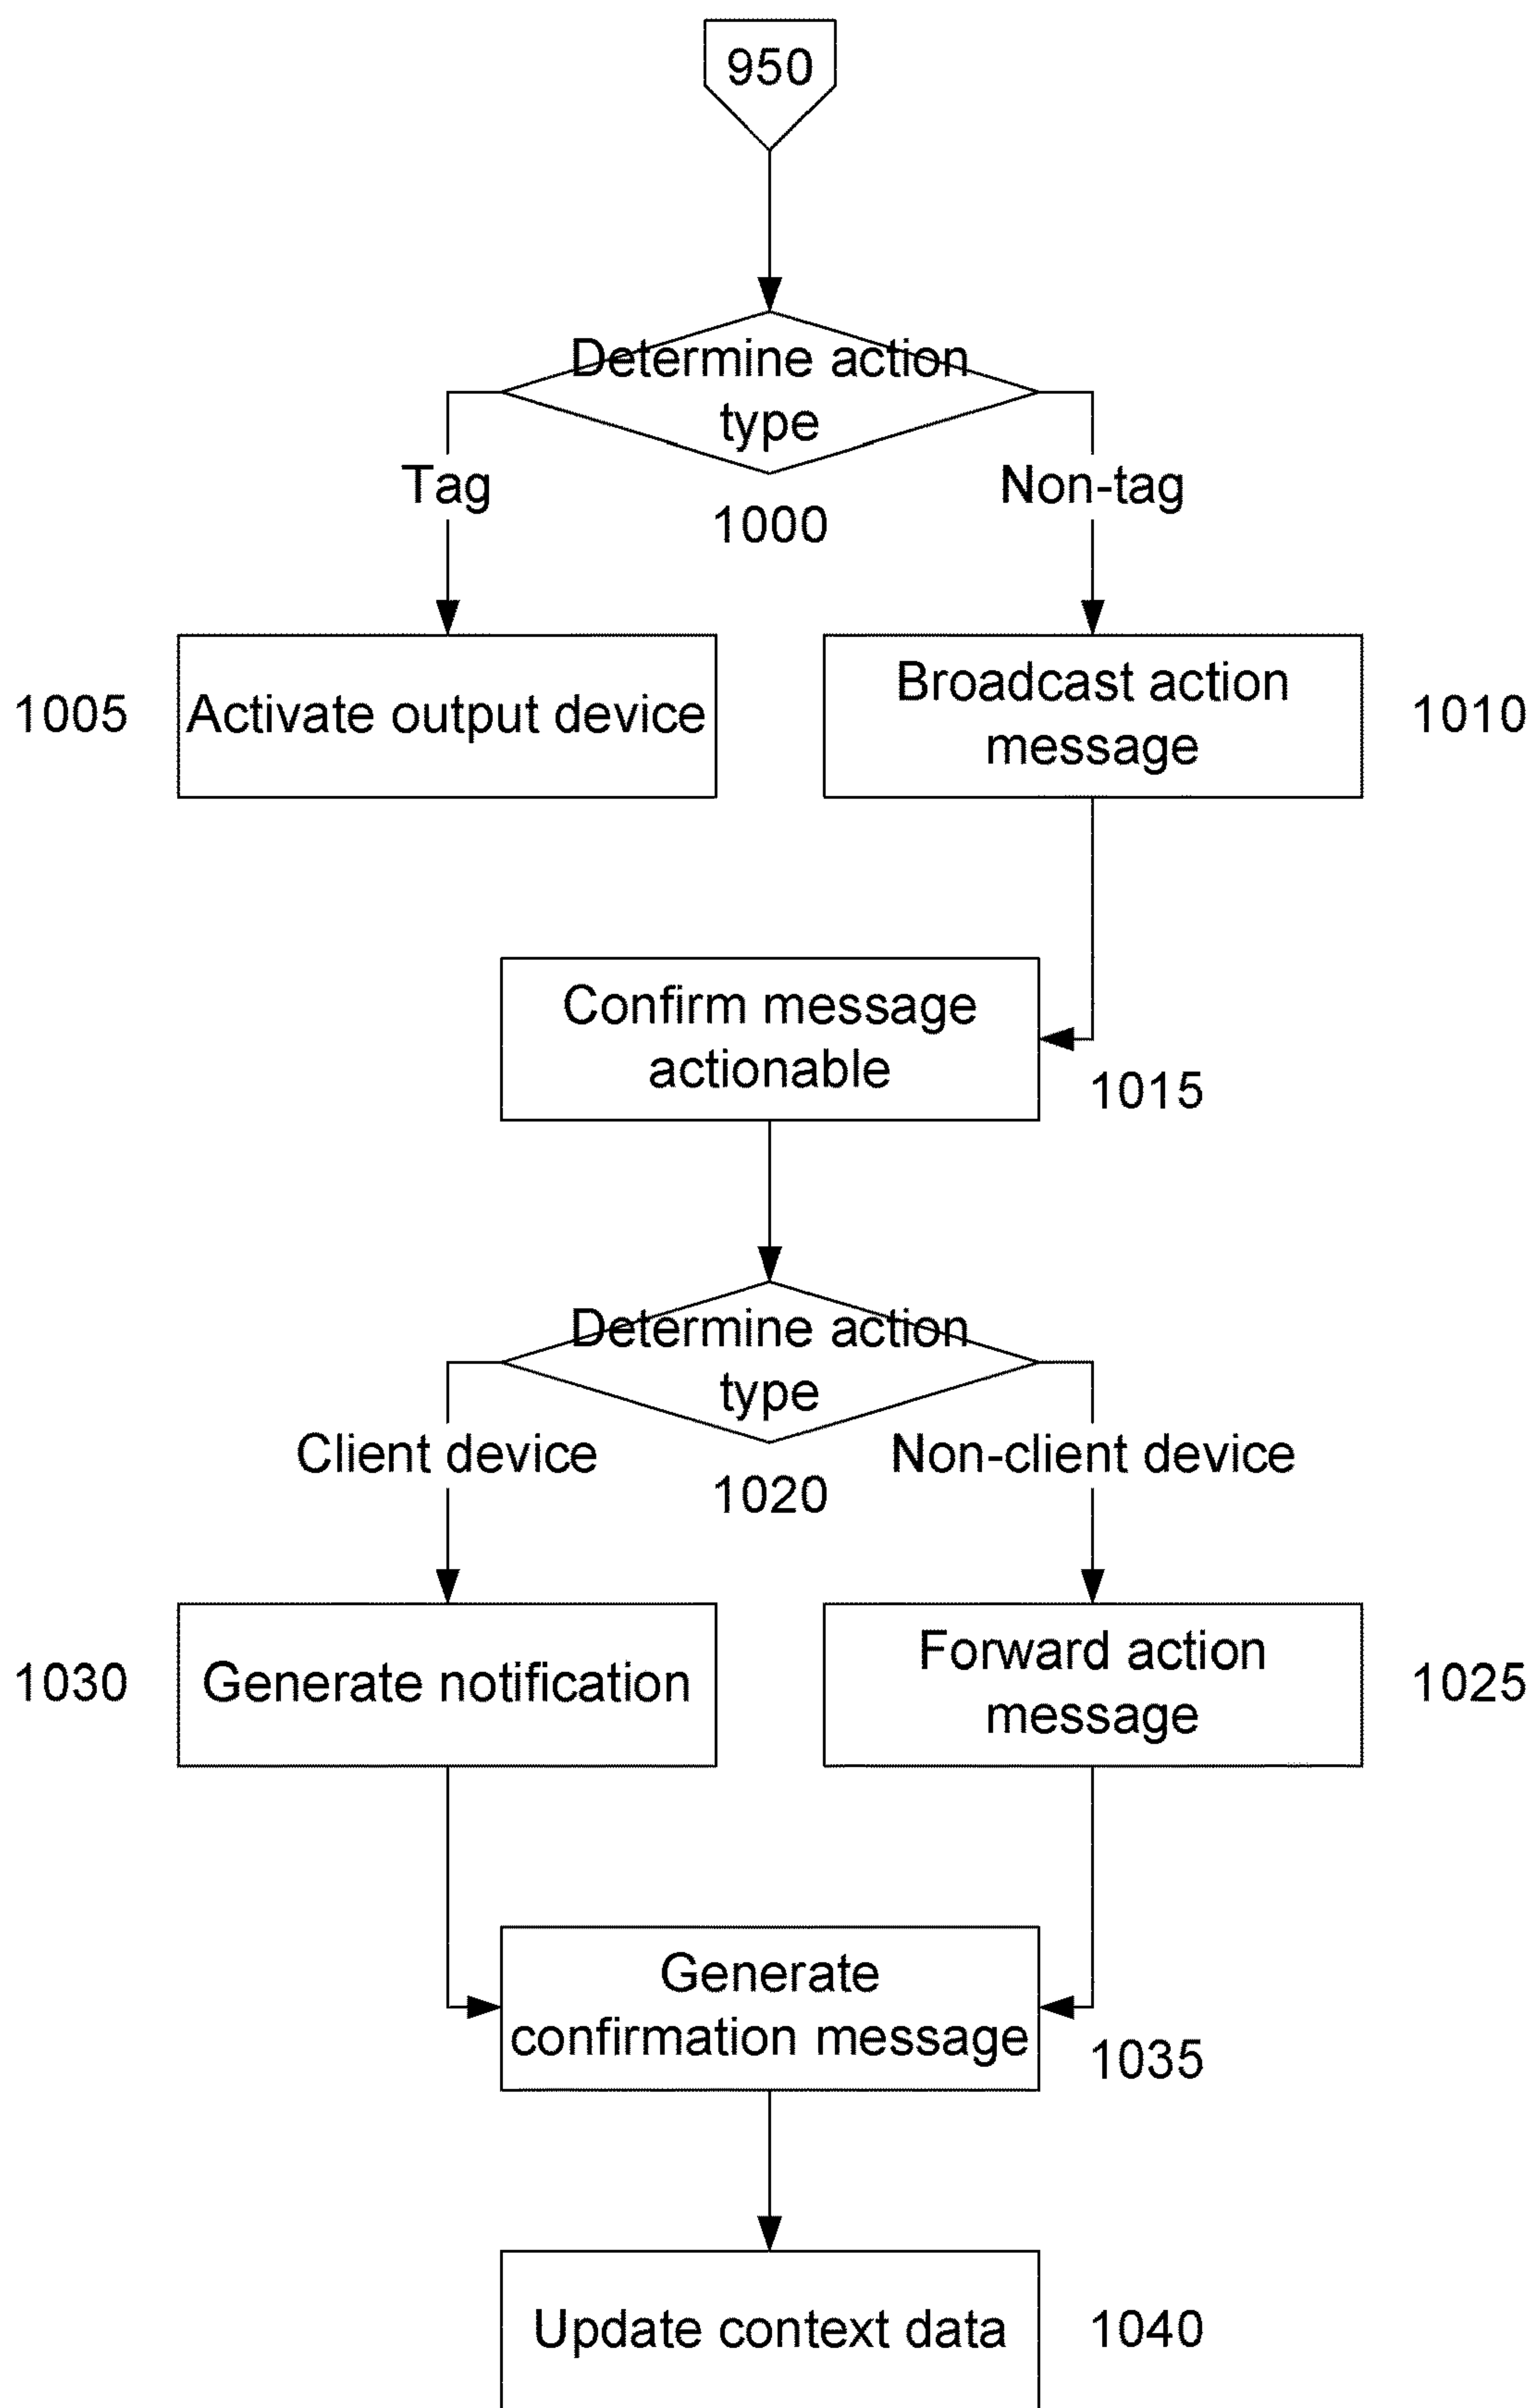 950
Determine action
type
Tag
Non-tag
1000
1005
Activate output device
Broadcast action
message
1010
Confirm message
actionable
1015
Determine action
type
Client device
Non-client device
1020
1030
Generate notification
Forward action
message
1025
Generate
confirmation message
1035
Update context data
1040